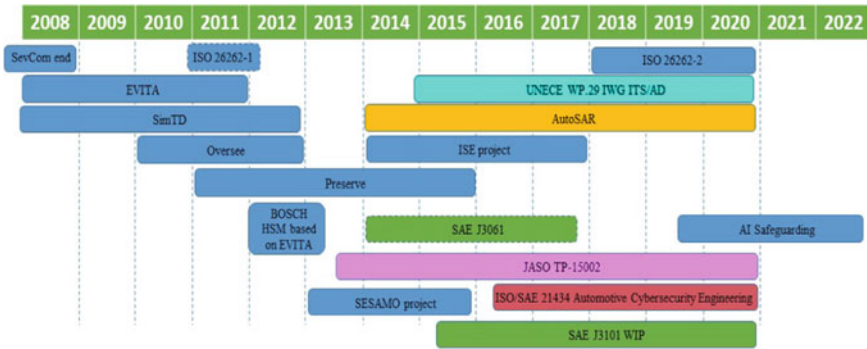 2008 2009 2010 2011 2012 2013 2014 2015 2016 2017 2018 2019 2020 2021 2022
SevCom end
ISO 26262-1
ISO 26262-2
EVITA
UNECE WP.29 IWG ITS/AD
SimTD
AutoSAR
Oversee
ISE project
Preserve
BOSCH
HSM based
on EVITA
SAE J3061
AI Safeguarding
JASO TP-15002
SESAMO project
ISO/SAE 21434 Automotive Cybersecurity Engineering
SAE J3101 WIP